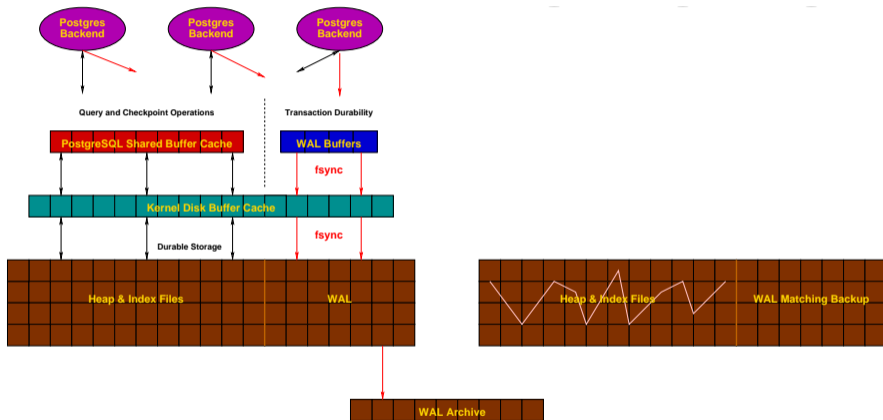 Postgres
Backend
Postgres
Backend
Postgres
Backend
Query and Checkpoint Operations
Transaction Durability
PostgreSQL Shared Buffer Cache
WAL Buffers
fsync
Kernel Disk Buffer Cache
fsync
Durable Storage
Heap & Index Files
WAL
Heap & Index Files
WAL Matching Backup
WAL Archive